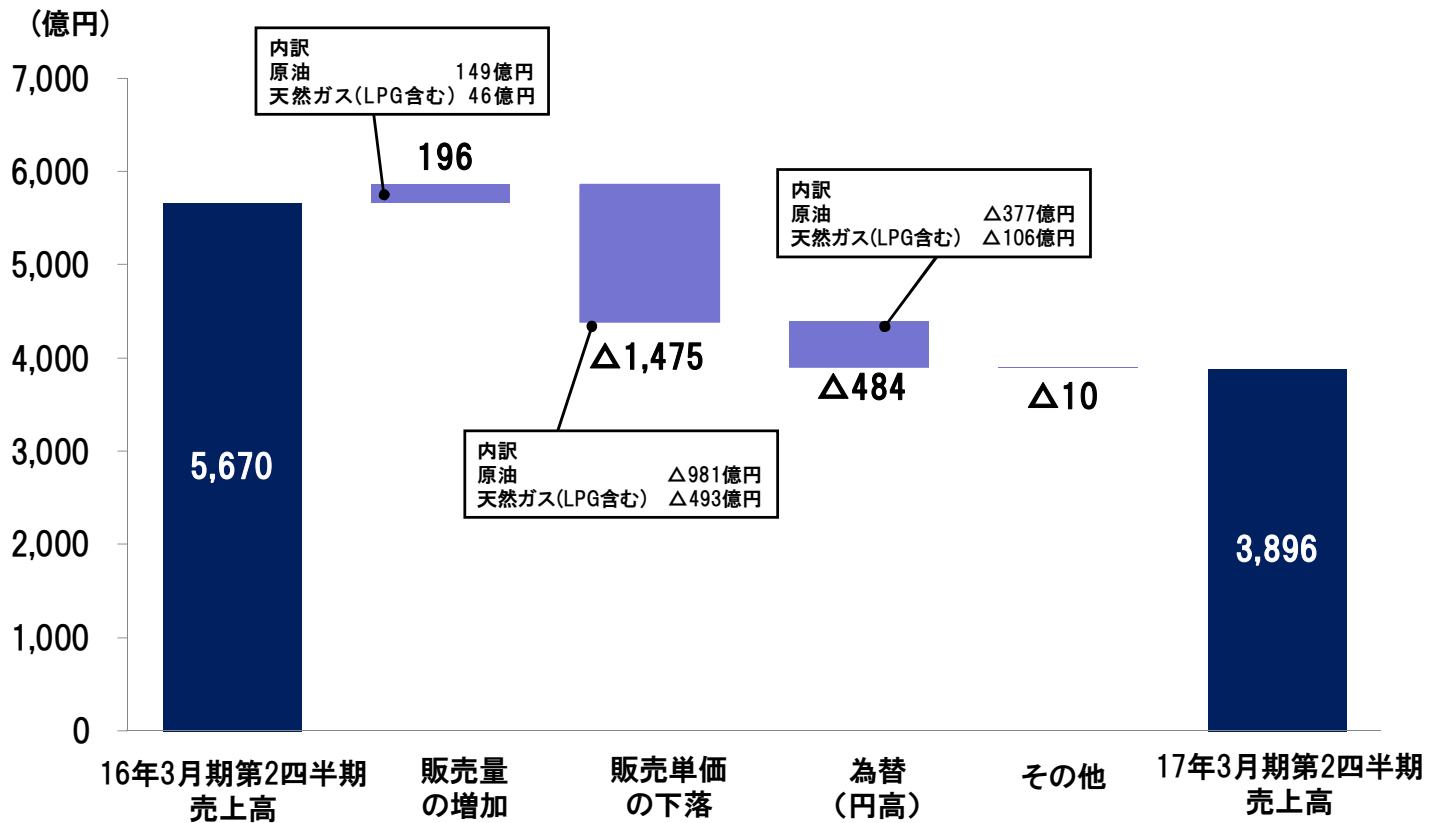 (億円)
内訳
原油 149億円
天然ガス(LPG含む) 46億円
7,000
6,000
5,000
4,000
3,000
2,000
1,000
0
196
内訳
原油 △377億円
天然ガス(LPG含む) △106億円
△1,475
△484
△10
内訳
原油 △981億円
天然ガス(LPG含む) △493億円
5,670
3,896
16年3月期第2四半期
売上高
販売量
の増加
販売単価
の下落
為替
（円高）
その他
17年3月期第2四半期
売上高